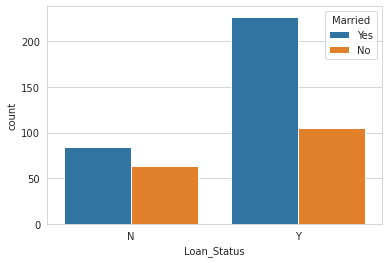 Married
Yes
No
200
150
100
50
0
count
N
Y
Loan_Status